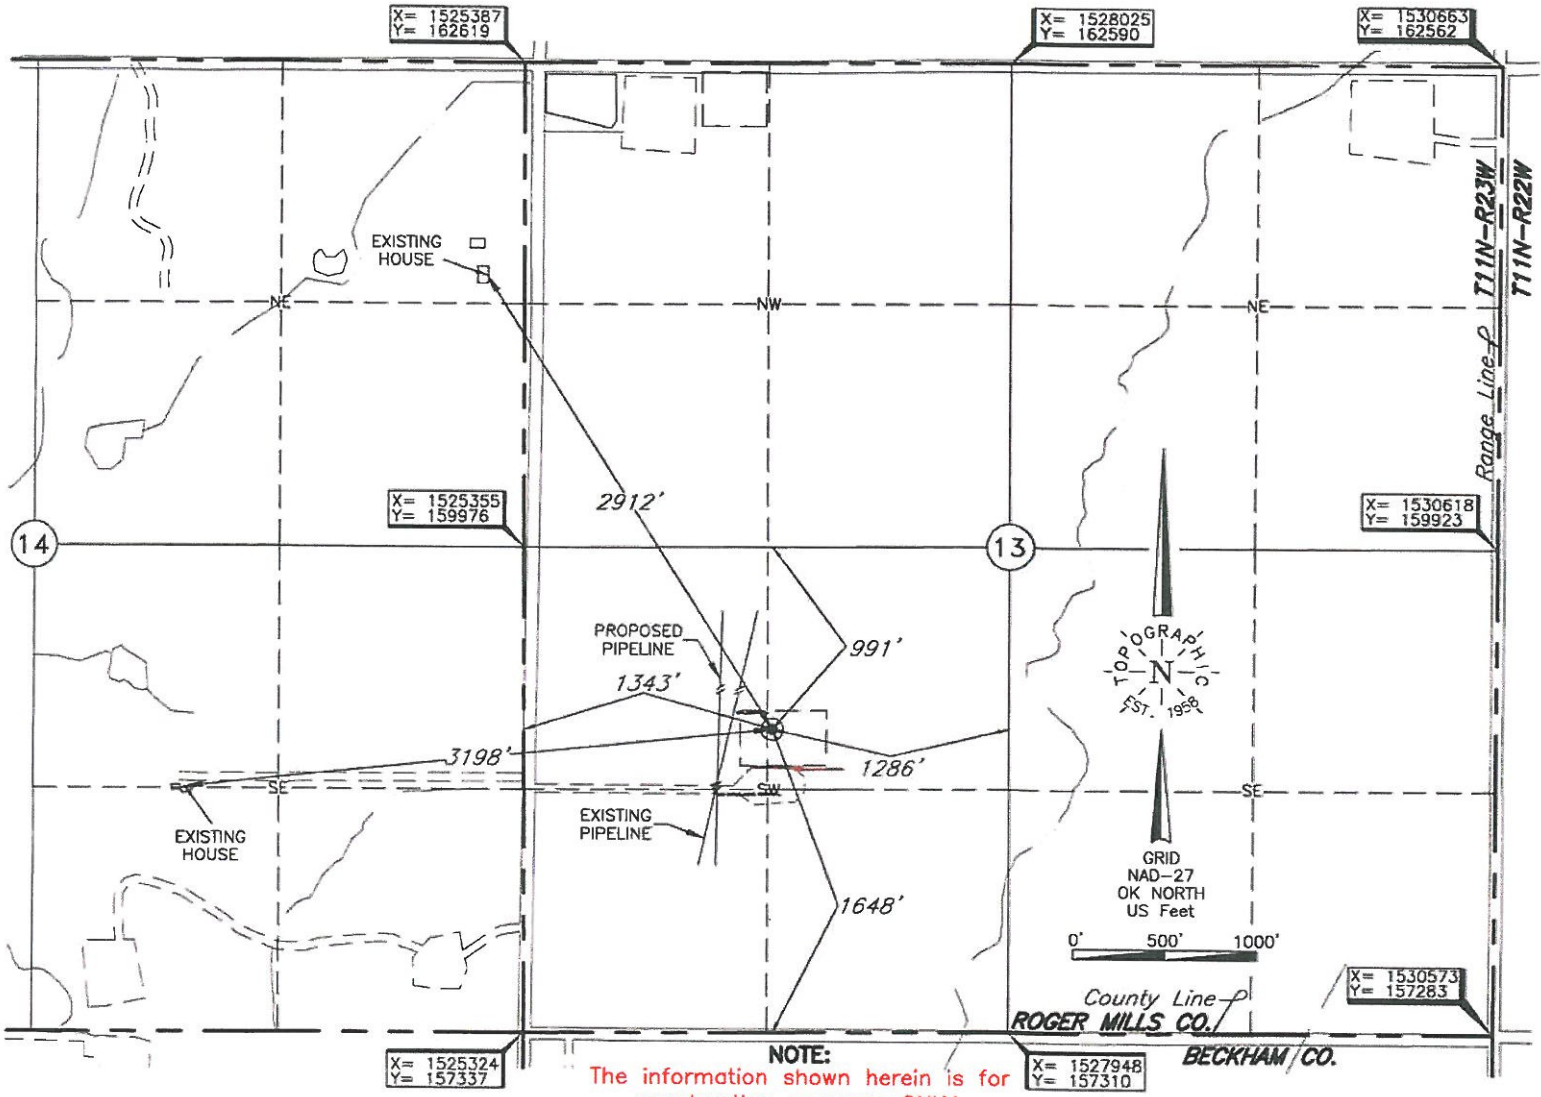 X= 1525387
Y= 162619
X= 1528025
Y= 162590
X= 1530663
Y= 162562
T11N-R23W
T11N-R22W
EXISTING
HOUSE
NE
NW
NE
Range Line
X= 1525355
Y= 159976
2912'
X= 1530618
Y= 159923
14
13
PROPOSED
PIPELINE
991'
1343'
TOPOGRAPHIC
N
EST. 1958
3198'
1286'
SE
SW
SE
EXISTING
HOUSE
EXISTING
PIPELINE
GRID
NAD-27
OK NORTH
US Feet
1648'
0' 500' 1000'
X= 1530573
Y= 157283
County Line
ROGER MILLS CO.
BECKHAM CO.
X= 1525324
Y= 157337
NOTE:
The information shown herein is for
X= 1527948
Y= 157310